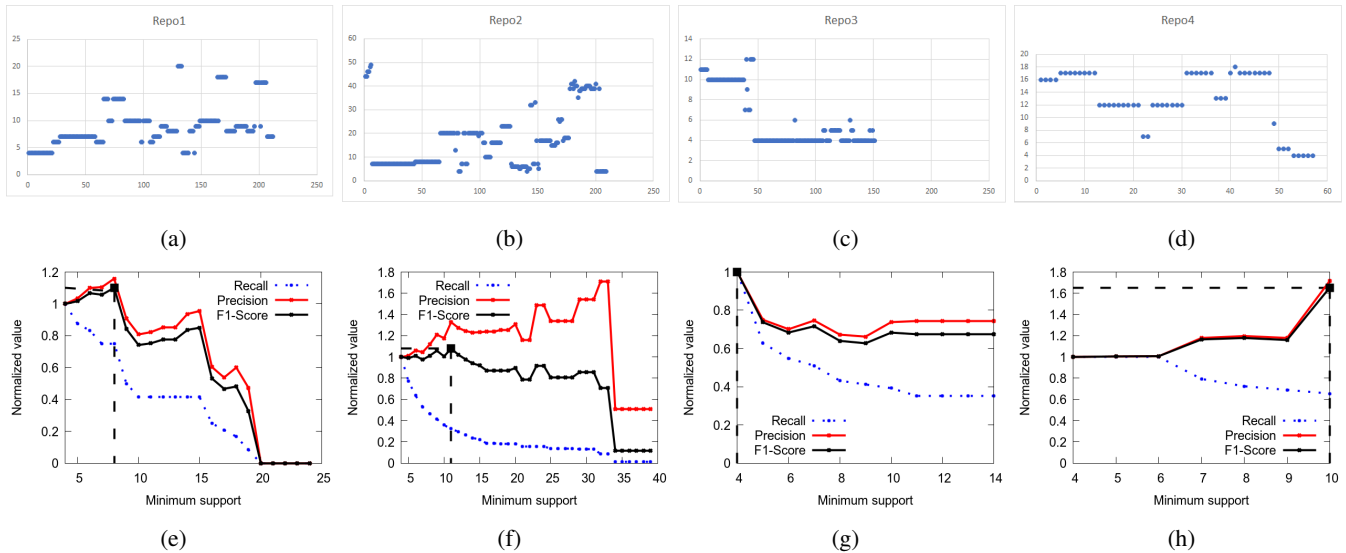 Repo1
25
20
15
10
5
0
0 50 100 150 200 250
(a)
Repo2
60
50
40
30
20
10
0
0 50 100 150 200 250
(b)
Repo3
14
12
10
8
6
4
2
0
0 50 100 150 200 250
(c)
Repo4
20
18
16
14
12
10
8
6
4
2
0
0 10 20 30 40 50 60
(d)
Normalized value
1.2
1
0.8
0.6
0.4
0.2
0
5 10 15 20 25
Minimum support
Recall
Precision
F1-Score
(e)
Normalized value
1.8
1.6
1.4
1.2
1
0.8
0.6
0.4
0.2
0
5 10 15 20 25 30 35 40
Minimum support
Recall
Precision
F1-Score
(f)
Normalized value
1
0.8
0.6
0.4
0.2
0
4 6 8 10 12 14
Minimum support
Recall
Precision
F1-Score
(g)
Normalized value
1.8
1.6
1.4
1.2
1
0.8
0.6
0.4
0.2
0
4 5 6 7 8 9 10
Minimum support
Recall
Precision
F1-Score
(h)